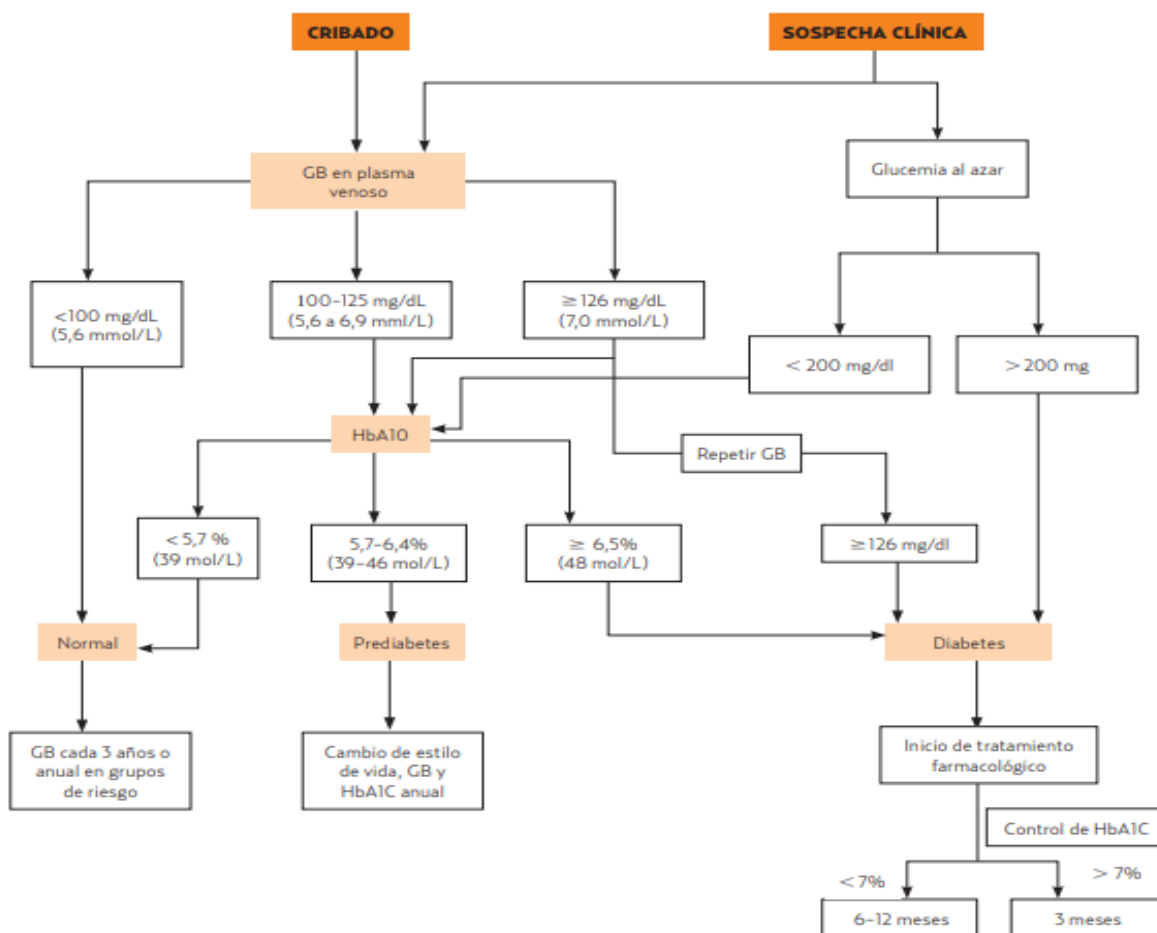 CRIBADO
SOSPECHA CLÍNICA
GB en plasma
venoso
Glucemia al azar
<100 mg/dL
(5,6 mmol/L)
100-125 mg/dL
(5,6 a 6,9 mml/L)
≥126 mg/dL
(7,0 mmol/L)
< 200 mg/dl
> 200 mg
HbA10
Repetir GB
< 5,7 %
(39 mol/L)
5,7-6,4%
(39-46 mol/L)
≥ 6,5%
(48 mol/L)
≥126 mg/dl
Normal
Prediabetes
Diabetes
GB cada 3 años o
anual en grupos
de riesgo
Cambio de estilo
de vida, GB y
HbA1C anual
Inicio de tratamiento
farmacológico
Control de HbA1C
<7%
> 7%
6-12 meses
3 meses